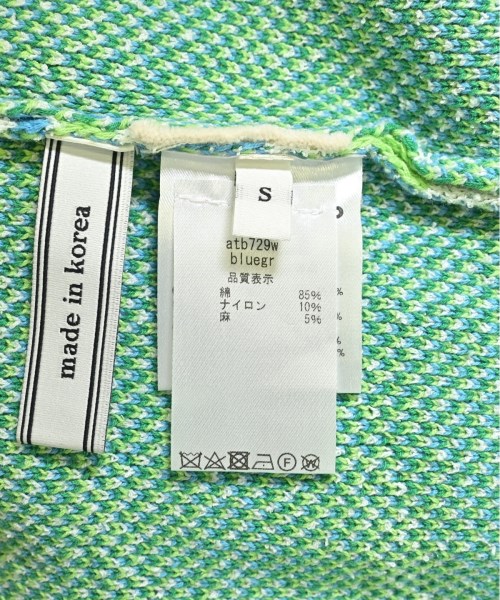 made in korea
S
atb729w
bluegr
品質表示
綿 85%
ナイロン 10%
麻 5%